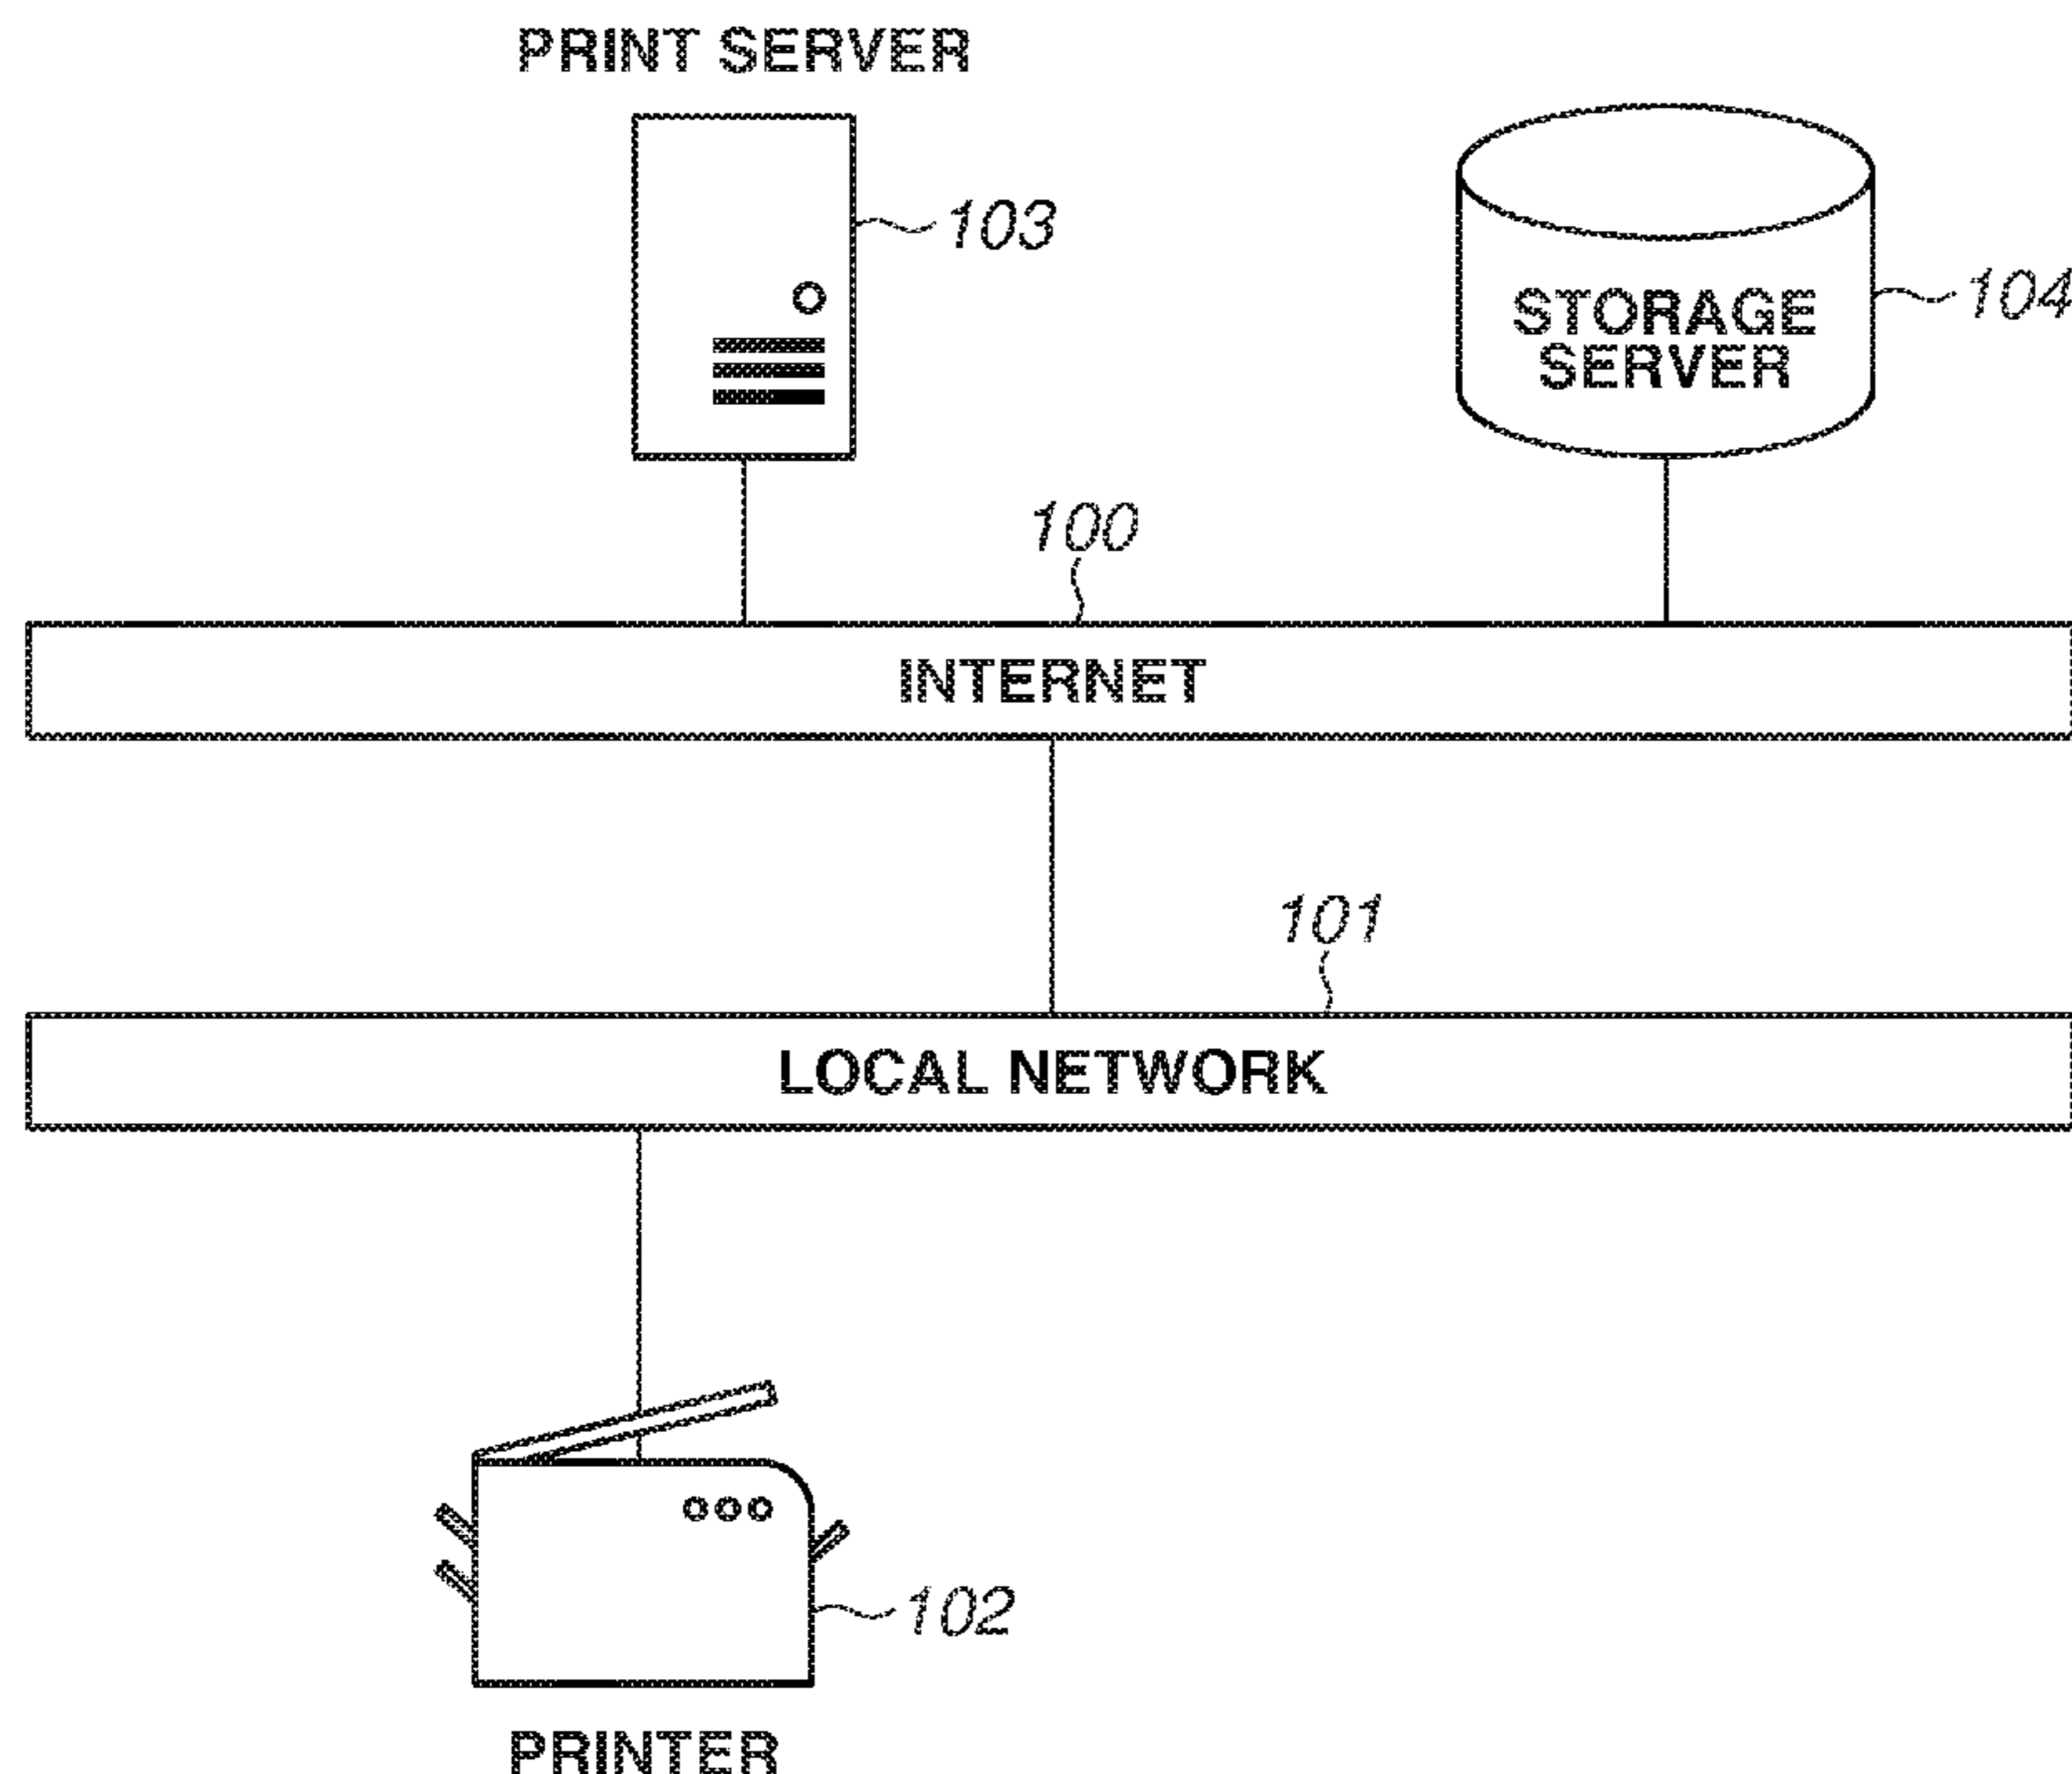 PRINT SERVER
103
STORAGE
SERVER
104
100
INTERNET
101
LOCAL NETWORK
102
PRINTER